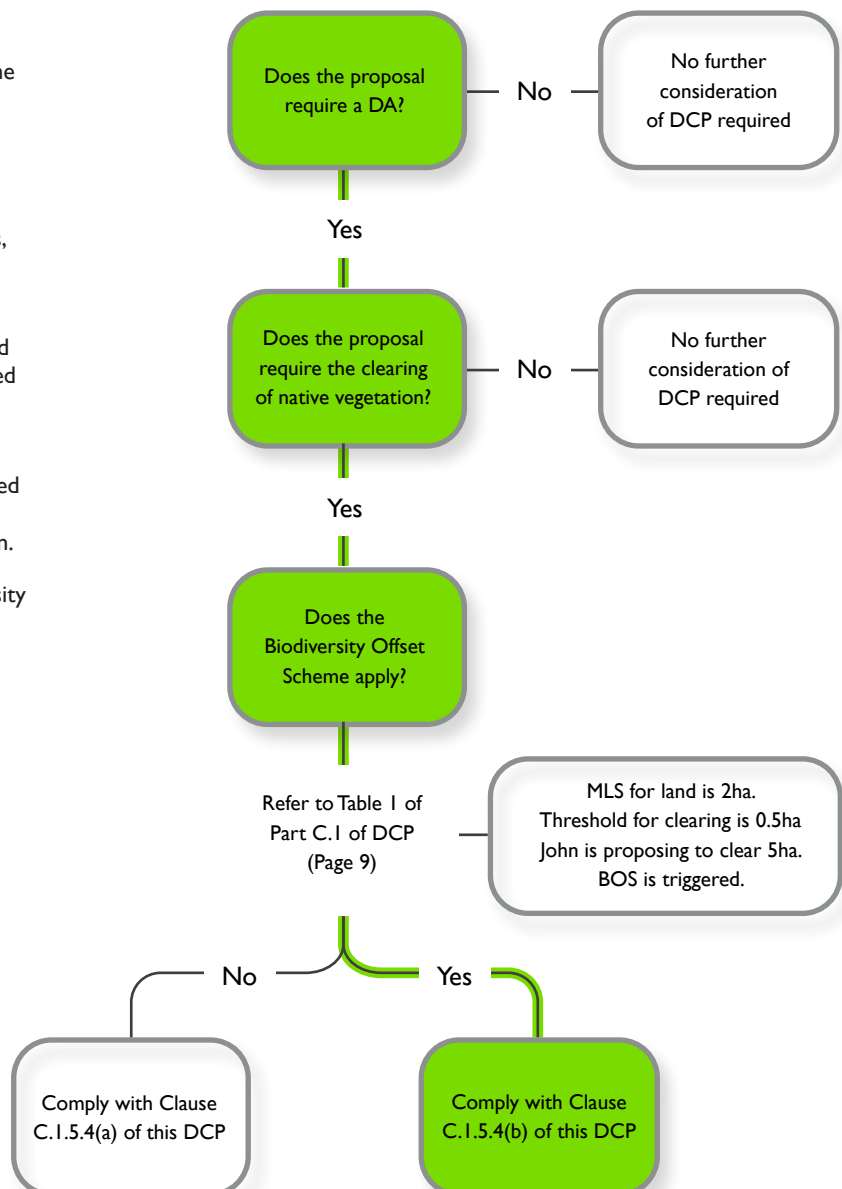 ne
s,
d
ed
ed
n.
sity
Does the proposal
require a DA?
No
No further
consideration
of DCP required
Yes
Does the proposal
require the clearing
of native vegetation?
No
No further
consideration of
DCP required
Yes
Does the
Biodiversity Offset
Scheme apply?
Refer to Table 1 of
Part C.1 of DCP
(Page 9)
MLS for land is 2ha.
Threshold for clearing is 0.5ha
John is proposing to clear 5ha.
BOS is triggered.
No
Yes
Comply with Clause
C.1.5.4(a) of this DCP
Comply with Clause
C.1.5.4(b) of this DCP